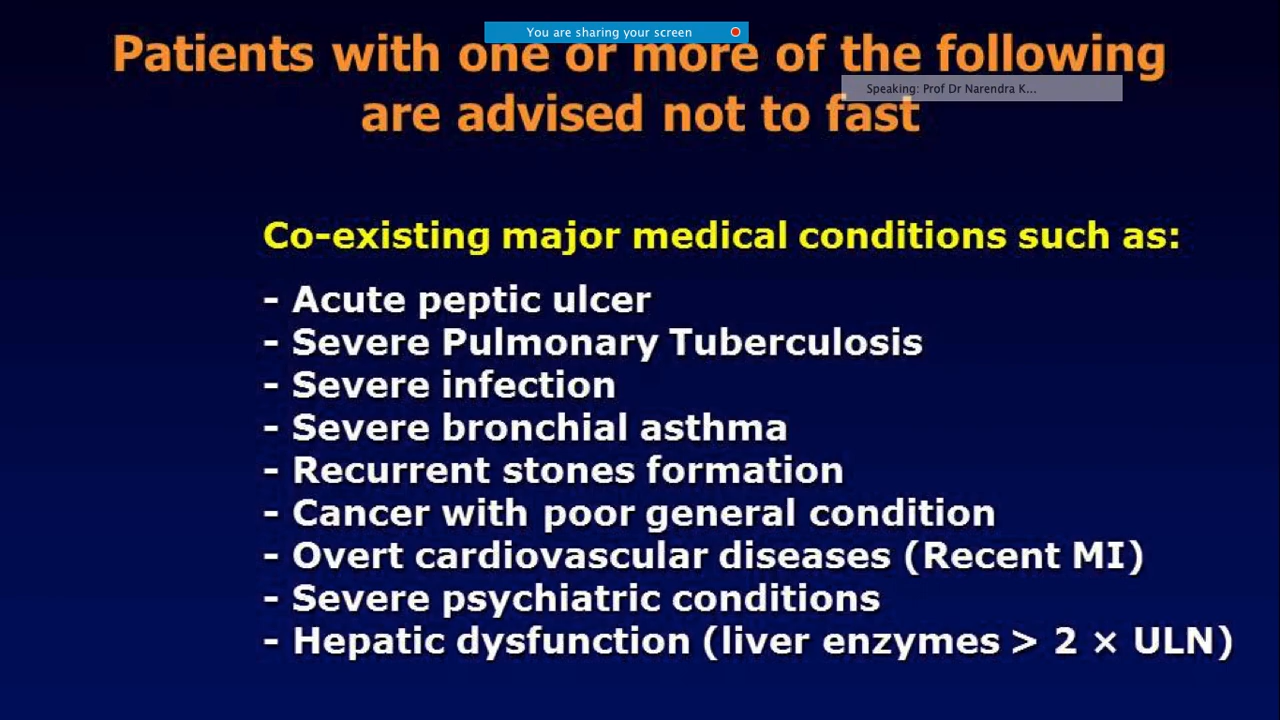 You are sharing your screen
Patients with one or more of the following
Speaking: Prof Dr Narendra K...
are advised not to fast
Co-existing major medical conditions such as:
- Acute peptic ulcer
- Severe Pulmonary Tuberculosis
- Severe infection
- Severe bronchial asthma
- Recurrent stones formation
- Cancer with poor general condition
- Overt cardiovascular diseases (Recent MI)
- Severe psychiatric conditions
- Hepatic dysfunction (liver enzymes > 2 × ULN)